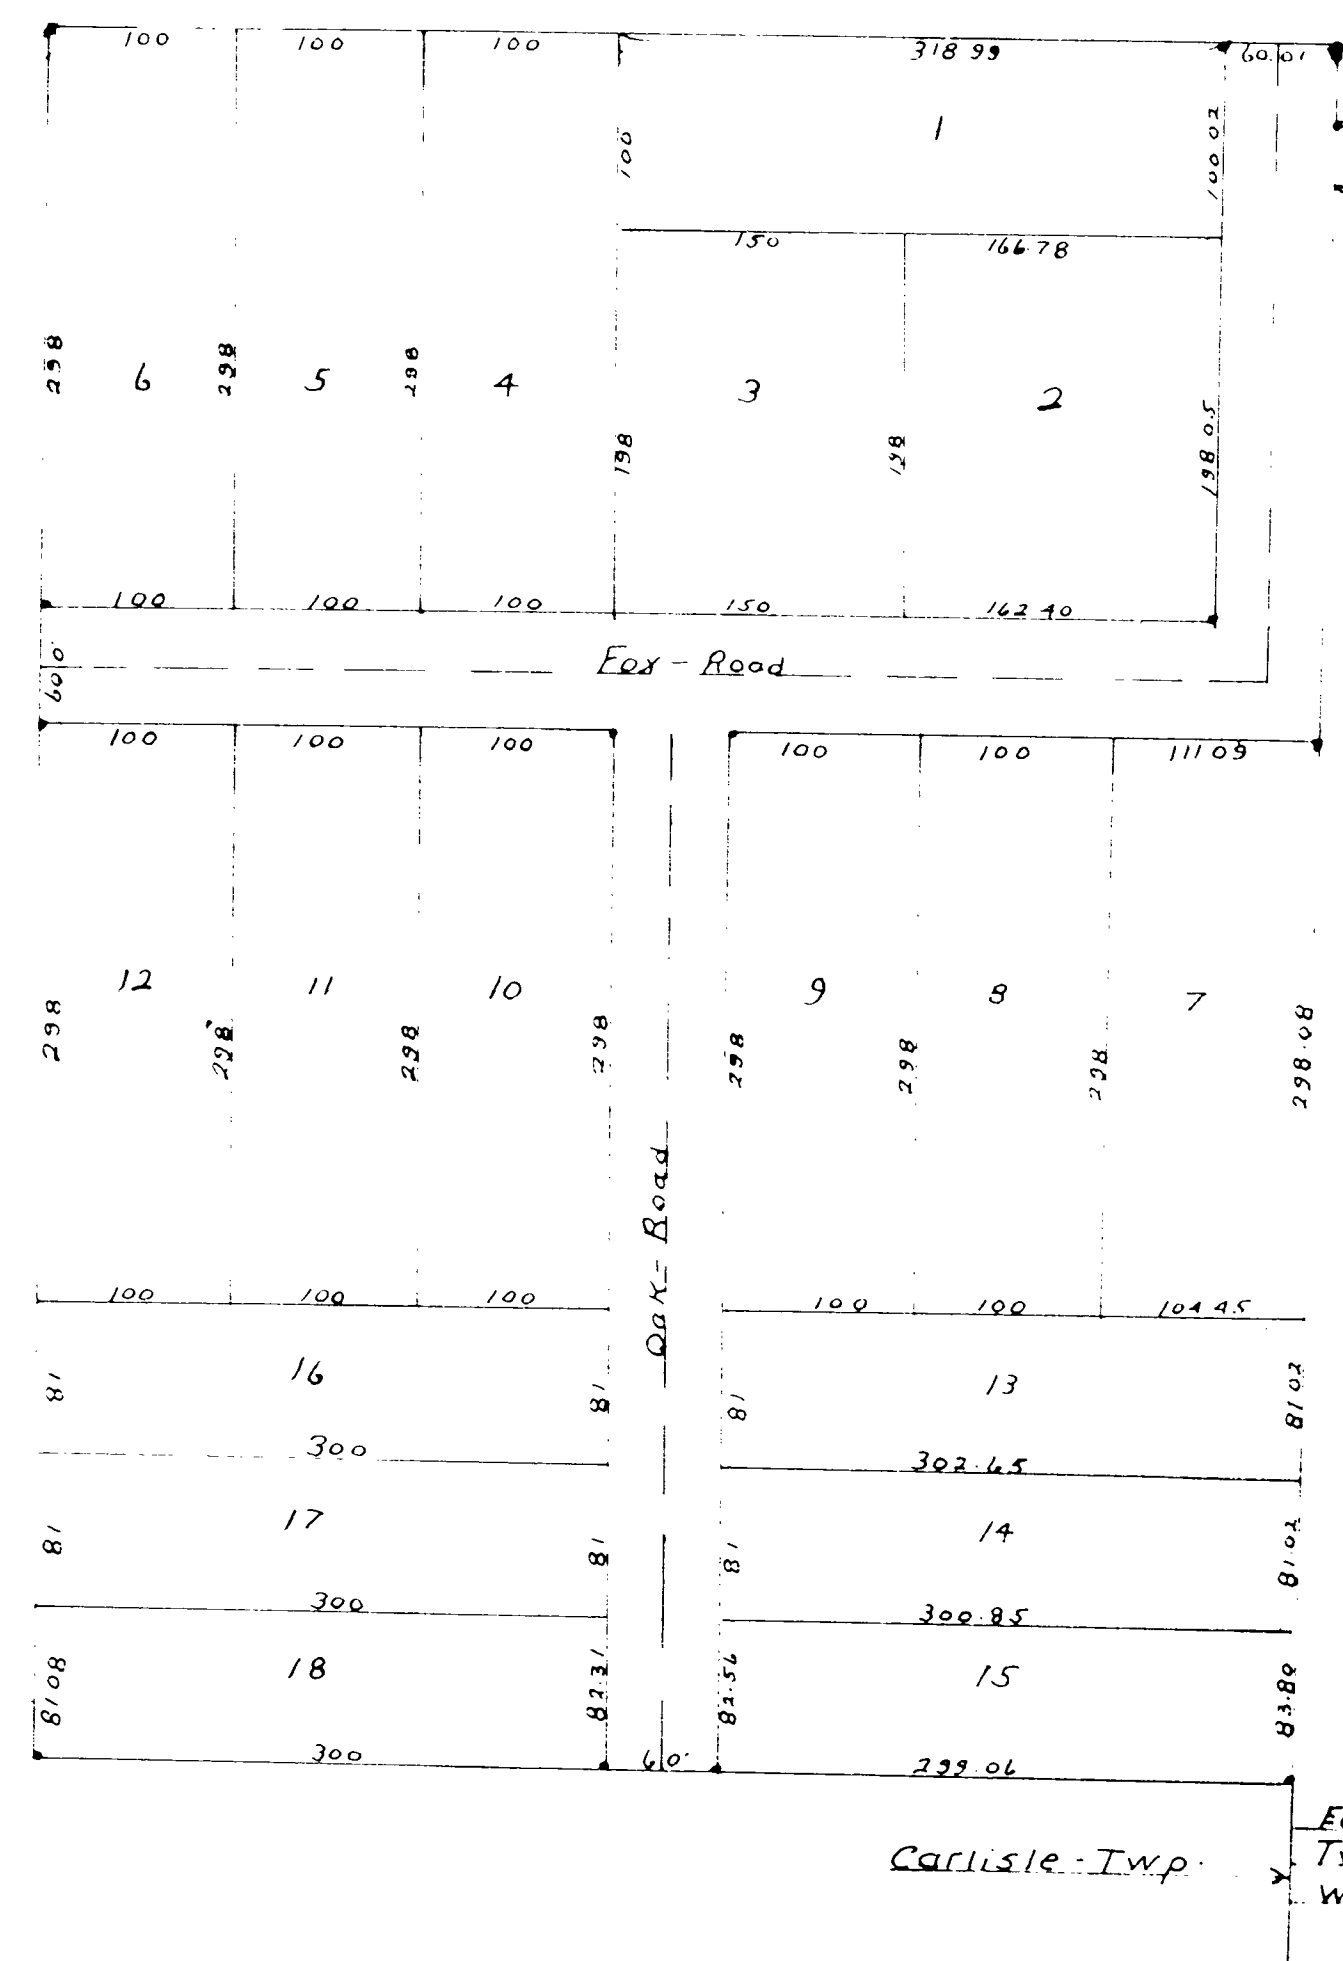 100 100 100 318 99 60.01
1
100 100 02
150 166.78
298 6 298 5 298 4 3 2
198 198 198 05
100 100 100 150 162 40
60.0' Fox - Road
100 100 100 100 100 111 09
12 11 10 9 8 7
298 298 298 298 298 298 298 298.08
Oak - Road
100 100 100 100 100 104 45
16 13
81 81 81 81 02
300 302.65
17 14
81 81 81 81.02
300 300.85
18 15
81 08 82.31 82.56 83.80
300 60' 299.06
Carlisle - Twp.